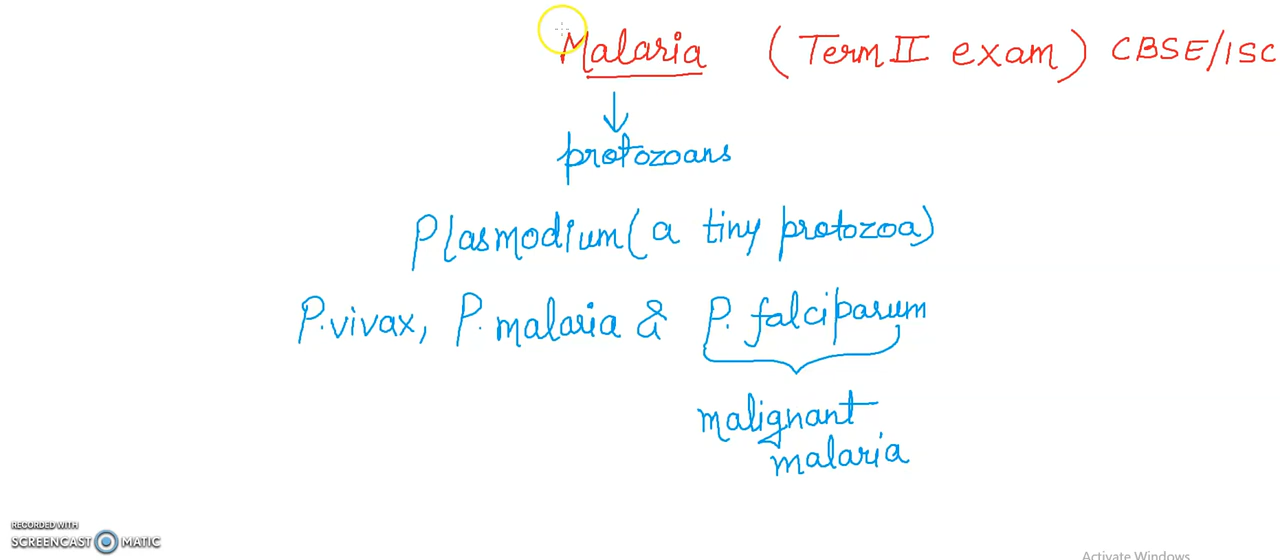 Malaria (Term II exam) CBSE/ISC
protozoans
Plasmodium (a tiny protozoa)
P. vivax, P. malaria & P. falciparum
malignant
malaria
RECORDED WITH
SCREENCAST MATIC
Activate Windows